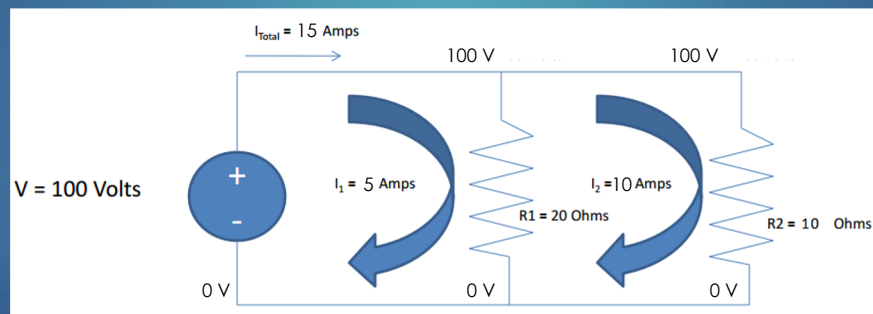 I_Total = 15 Amps
100 V
100 V
+
V = 100 Volts
I₁ = 5 Amps
I₂ =10 Amps
-
R1 = 20 Ohms
R2 = 10 Ohms
0 V
0 V
0 V